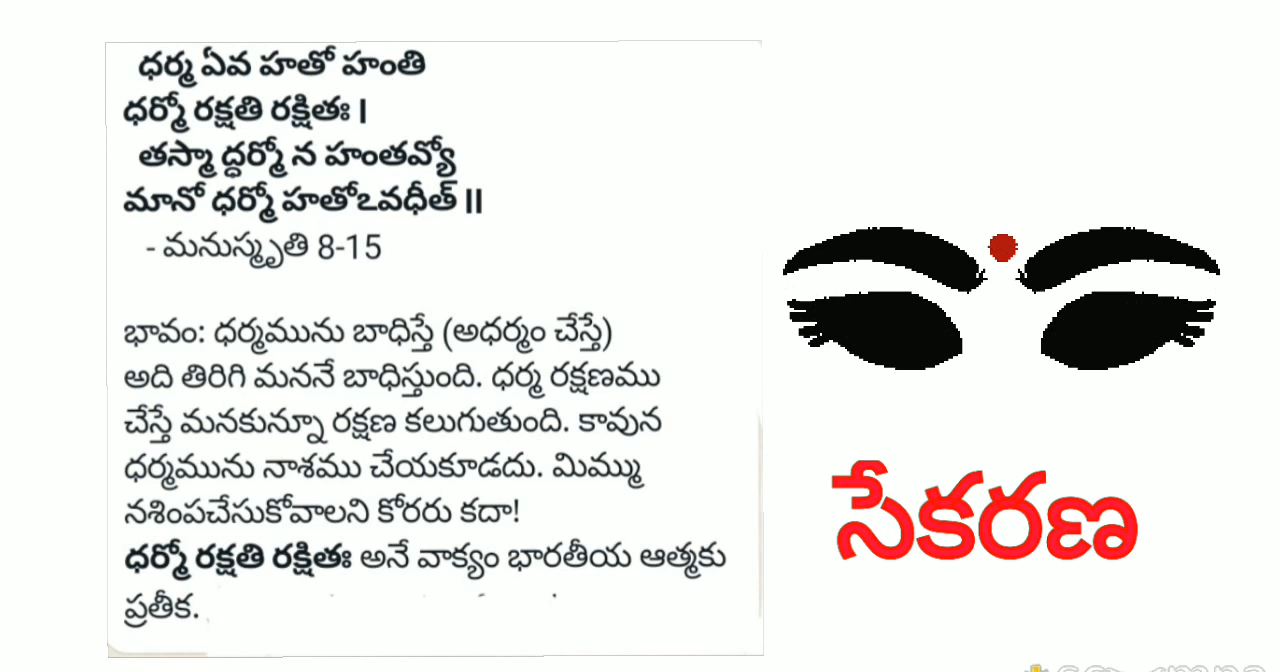 ధర్మ ఏవ హతో హంతి
ధర్మో రక్షతి రక్షితః |
తస్మా ద్ధర్మో న హంతవ్యో
మానో ధర్మో హతోఽవధీత్ ||
- మనుస్మృతి 8-15
భావం: ధర్మమును బాధిస్తే (అధర్మం చేస్తే)
అది తిరిగి మననే బాధిస్తుంది. ధర్మ రక్షణము
చేస్తే మనకున్నూ రక్షణ కలుగుతుంది. కావున
ధర్మమును నాశము చేయకూడదు. మిమ్ము
నశింపచేసుకోవాలని కోరరు కదా!
ధర్మో రక్షతి రక్షితః అనే వాక్యం భారతీయ ఆత్మకు
ప్రతీక.
సేకరణ